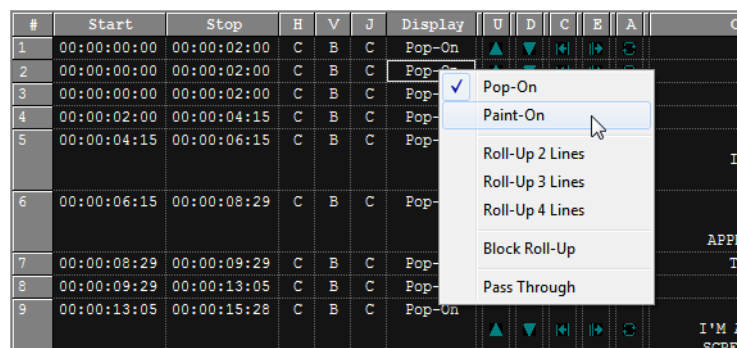 # Start Stop H V J Display U D C E A
1 00:00:00:00 00:00:02:00 C B C Pop-On
2 00:00:00:00 00:00:02:00 C B C
3 00:00:00:00 00:00:02:00 C B C Pop-
4 00:00:02:00 00:00:04:15 C B C Pop-
5 00:00:04:15 00:00:06:15 C B C Pop-
6 00:00:06:15 00:00:08:29 C B C Pop-
7 00:00:08:29 00:00:09:29 C B C Pop-
8 00:00:09:29 00:00:13:05 C B C Pop-
9 00:00:13:05 00:00:15:28 C B C Pop-On
I'M
Pop-On
Paint-On
Roll-Up 2 Lines
Roll-Up 3 Lines
Roll-Up 4 Lines
Block Roll-Up
Pass Through